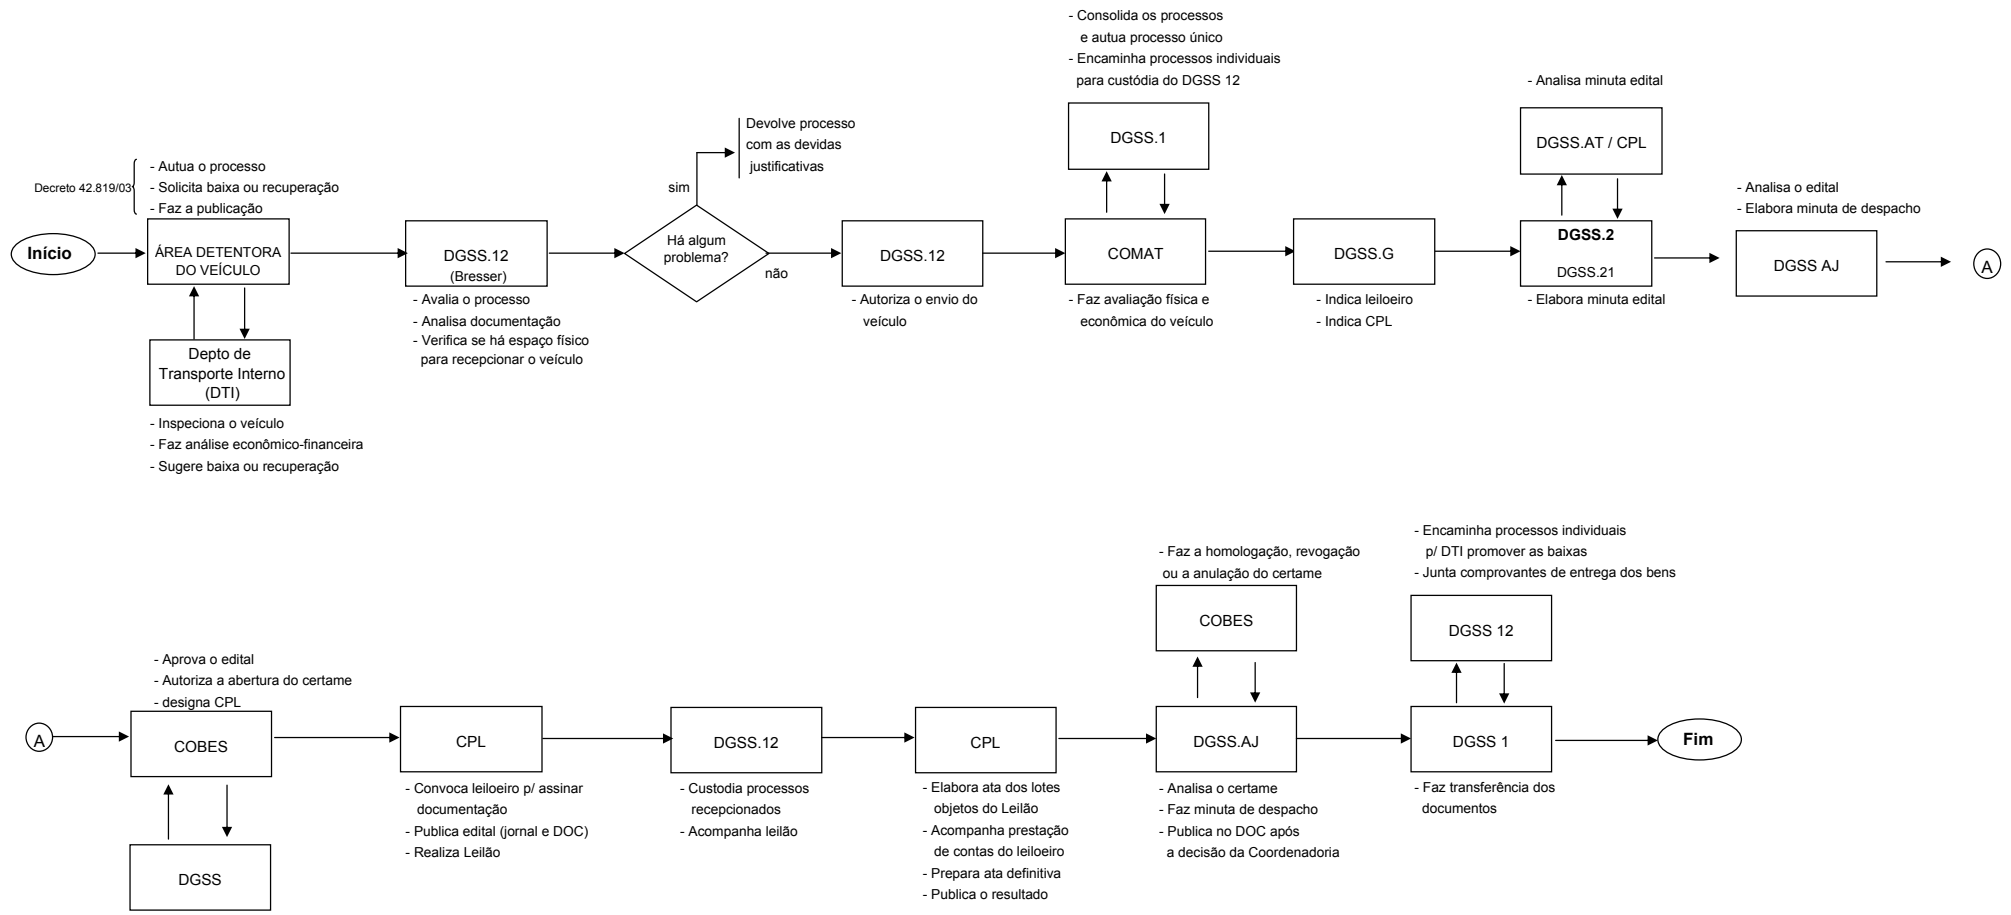 - Consolida os processos
e autua processo único
- Encaminha processos individuais
para custódia do DGSS 12
DGSS.1
- Analisa minuta edital
DGSS.AT / CPL
Devolve processo
com as devidas
justificativas
sim
Decreto 42.819/03
- Autua o processo
- Solicita baixa ou recuperação
- Faz a publicação
- Analisa o edital
- Elabora minuta de despacho
Início
ÁREA DETENTORA
DO VEÍCULO
DGSS.12
(Bresser)
Há algum
problema?
não
DGSS.12
COMAT
DGSS.G
DGSS.2
DGSS.21
DGSS AJ
A
- Avalia o processo
- Analisa documentação
- Verifica se há espaço físico
para recepcionar o veículo
- Autoriza o envio do
veículo
- Faz avaliação física e
econômica do veículo
- Indica leiloeiro
- Indica CPL
- Elabora minuta edital
Depto de
Transporte Interno
(DTI)
- Inspeciona o veículo
- Faz análise econômico-financeira
- Sugere baixa ou recuperação
- Faz a homologação, revogação
ou a anulação do certame
COBES
- Encaminha processos individuais
p/ DTI promover as baixas
- Junta comprovantes de entrega dos bens
DGSS 12
- Aprova o edital
- Autoriza a abertura do certame
- designa CPL
A
COBES
CPL
DGSS.12
CPL
DGSS.AJ
DGSS 1
Fim
- Convoca leiloeiro p/ assinar
documentação
- Publica edital (jornal e DOC)
- Realiza Leilão
- Custodia processos
recepcionados
- Acompanha leilão
- Elabora ata dos lotes
objetos do Leilão
- Acompanha prestação
de contas do leiloeiro
- Prepara ata definitiva
- Publica o resultado
- Analisa o certame
- Faz minuta de despacho
- Publica no DOC após
a decisão da Coordenadoria
- Faz transferência dos
documentos
DGSS